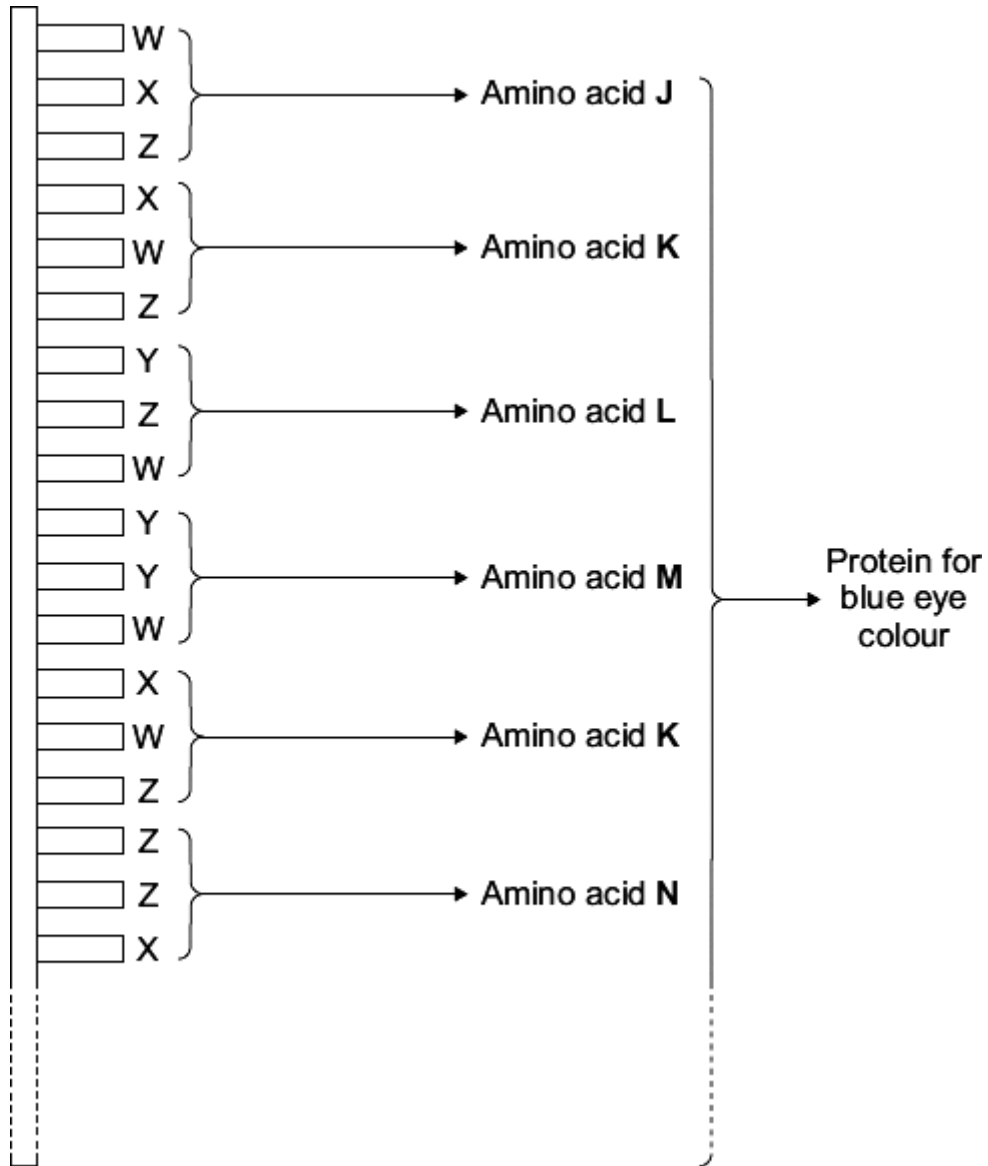 W
X
Amino acid J
Z
X
W
Amino acid K
Z
Y
Z
Amino acid L
W
Y
Y
Amino acid M
W
X
W
Amino acid K
Z
Z
Z
Amino acid N
X
Protein for
blue eye
colour